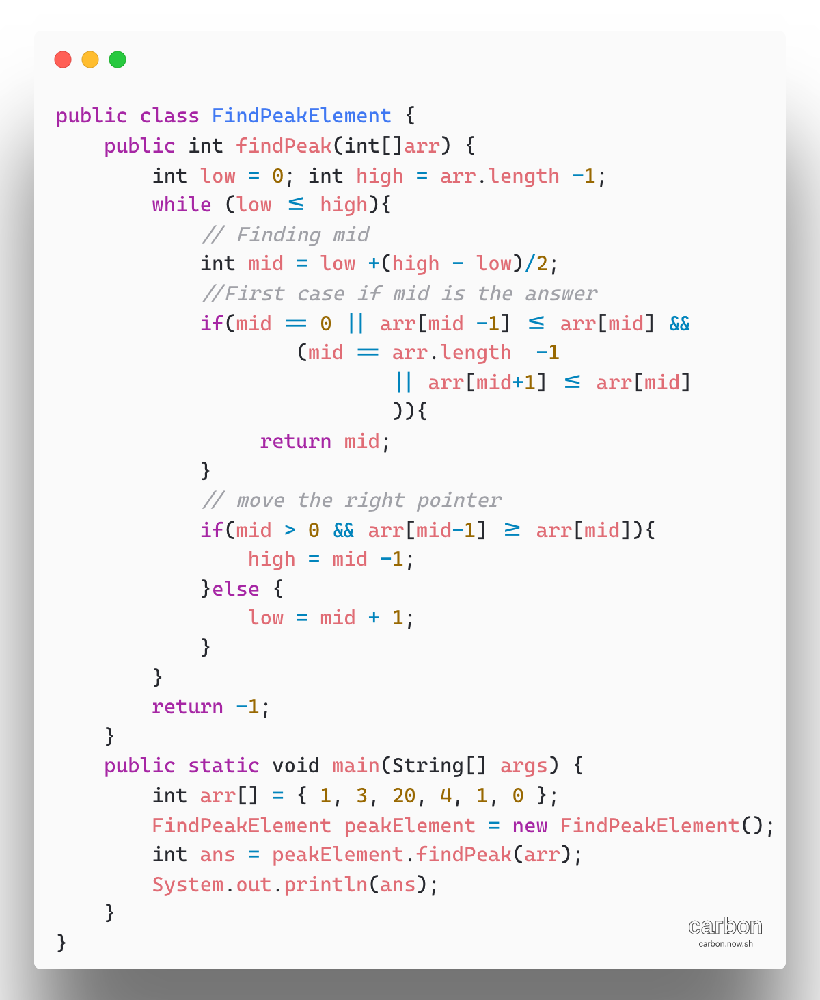 public class FindPeakElement {
    public int findPeak(int[]arr) {
        int low = 0; int high = arr.length -1;
        while (low <= high){
            // Finding mid
            int mid = low +(high - low)/2;
            //First case if mid is the answer
            if(mid == 0 || arr[mid -1] <= arr[mid] &&
                    (mid == arr.length  -1
                            || arr[mid+1] <= arr[mid]
                            )){
                 return mid;
            }
            // move the right pointer
            if(mid > 0 && arr[mid-1] >= arr[mid]){
                high = mid -1;
            }else {
                low = mid + 1;
            }
        }
        return -1;
    }
    public static void main(String[] args) {
        int arr[] = { 1, 3, 20, 4, 1, 0 };
        FindPeakElement peakElement = new FindPeakElement();
        int ans = peakElement.findPeak(arr);
        System.out.println(ans);
    }
}
carbon
carbon.now.sh